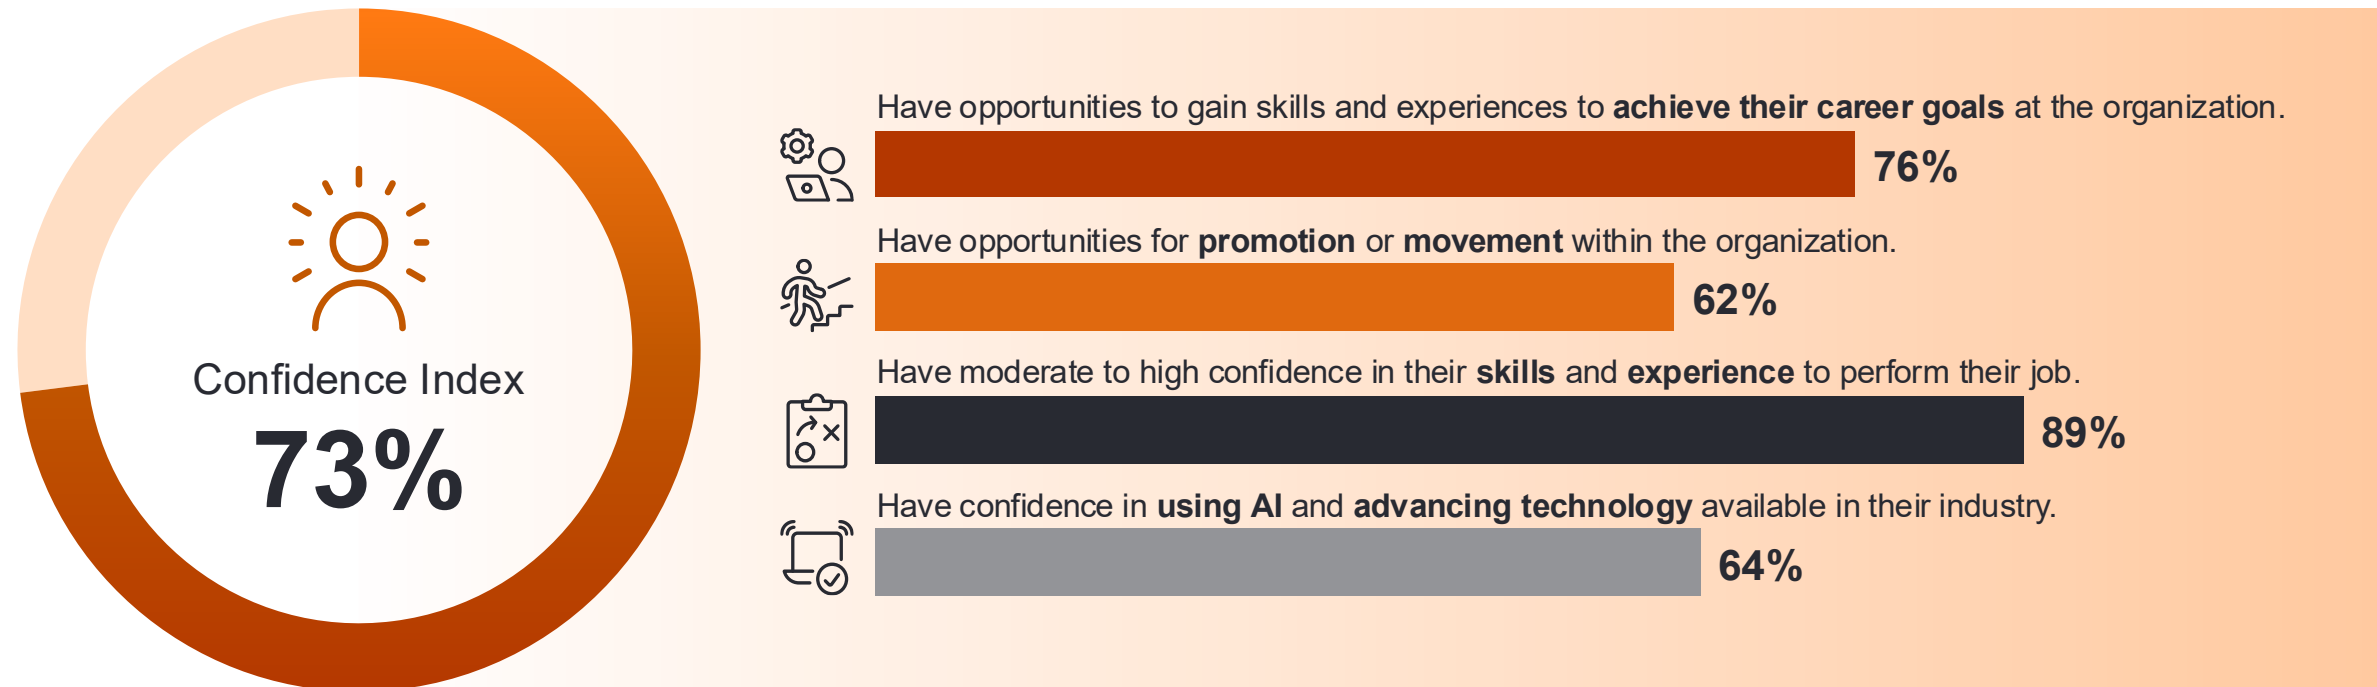 Confidence Index
73%
Have opportunities to gain skills and experiences to achieve their career goals at the organization.
76%
Have opportunities for promotion or movement within the organization.
62%
Have moderate to high confidence in their skills and experience to perform their job.
89%
Have confidence in using AI and advancing technology available in their industry.
64%